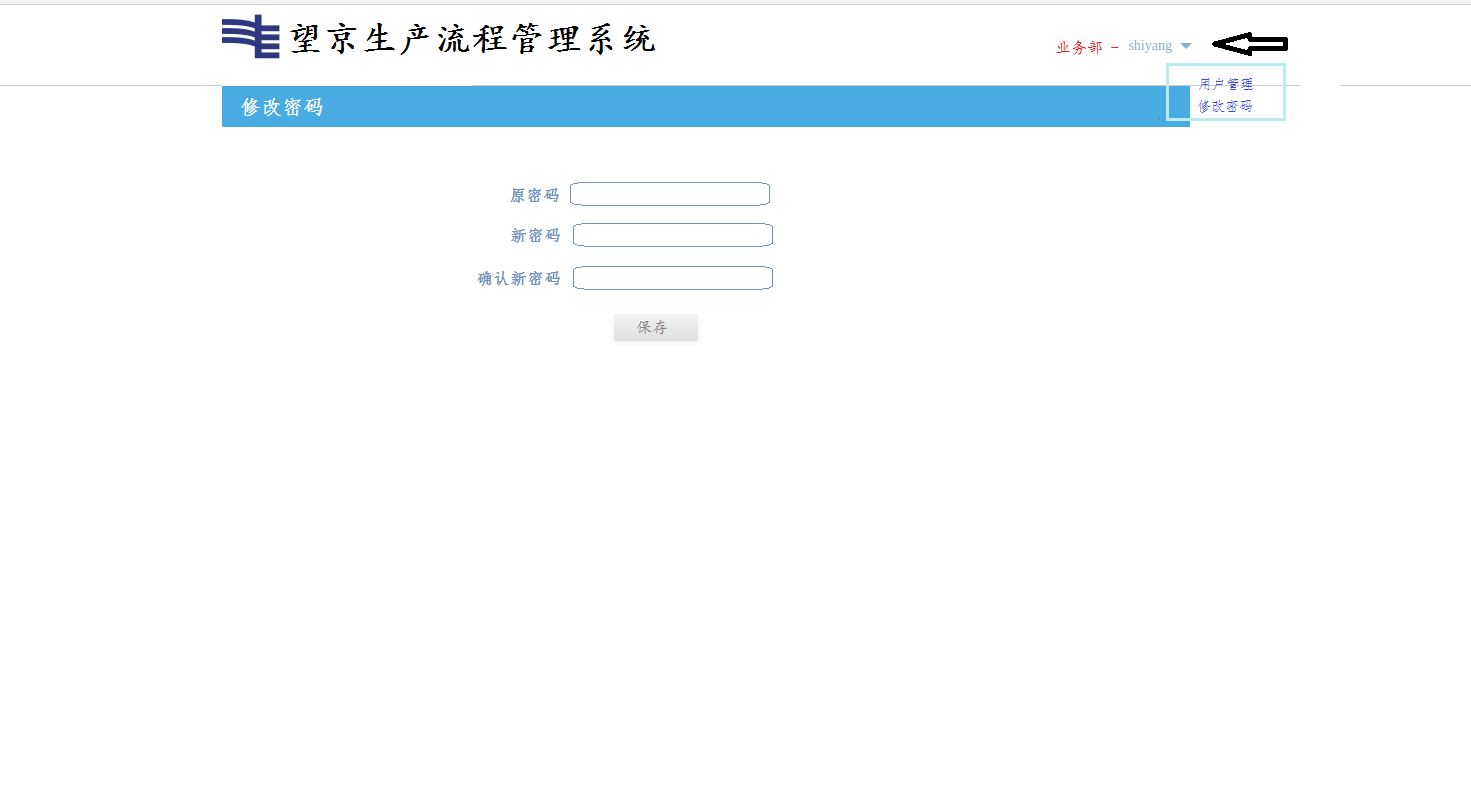 望京生产流程管理系统
业务部 – shiyang
用户管理
修改密码
修改密码
原密码
新密码
确认新密码
保存